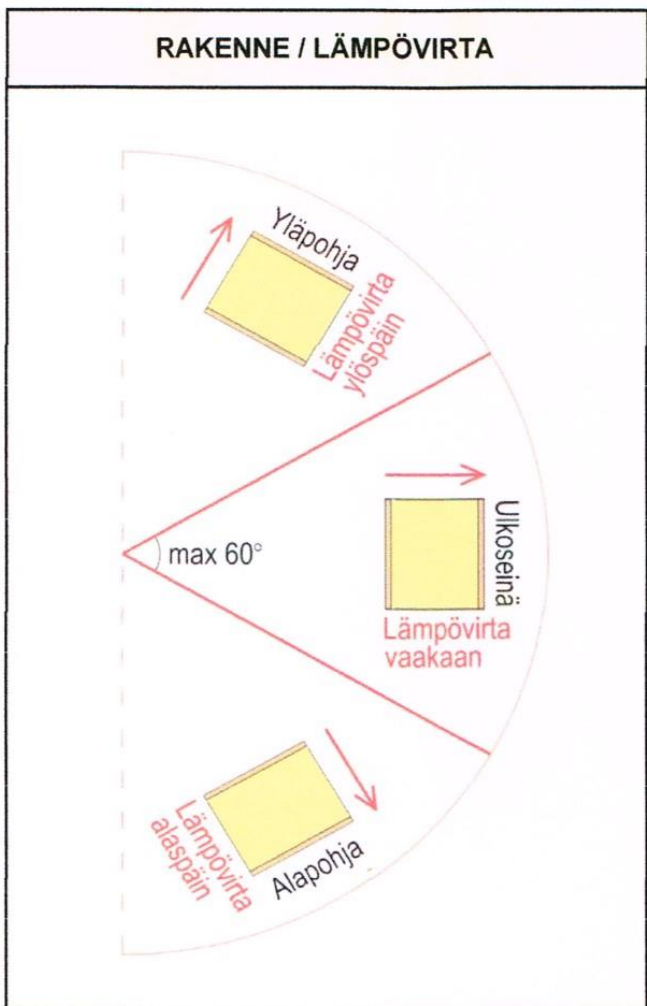 RAKENNE / LÄMPÖVIRTA
Yläpohja
Lämpövirta
ylöspäin
max 60°
Ulkoseinä
Lämpövirta
vaakaan
Lämpövirta
alaspäin
Alapohja